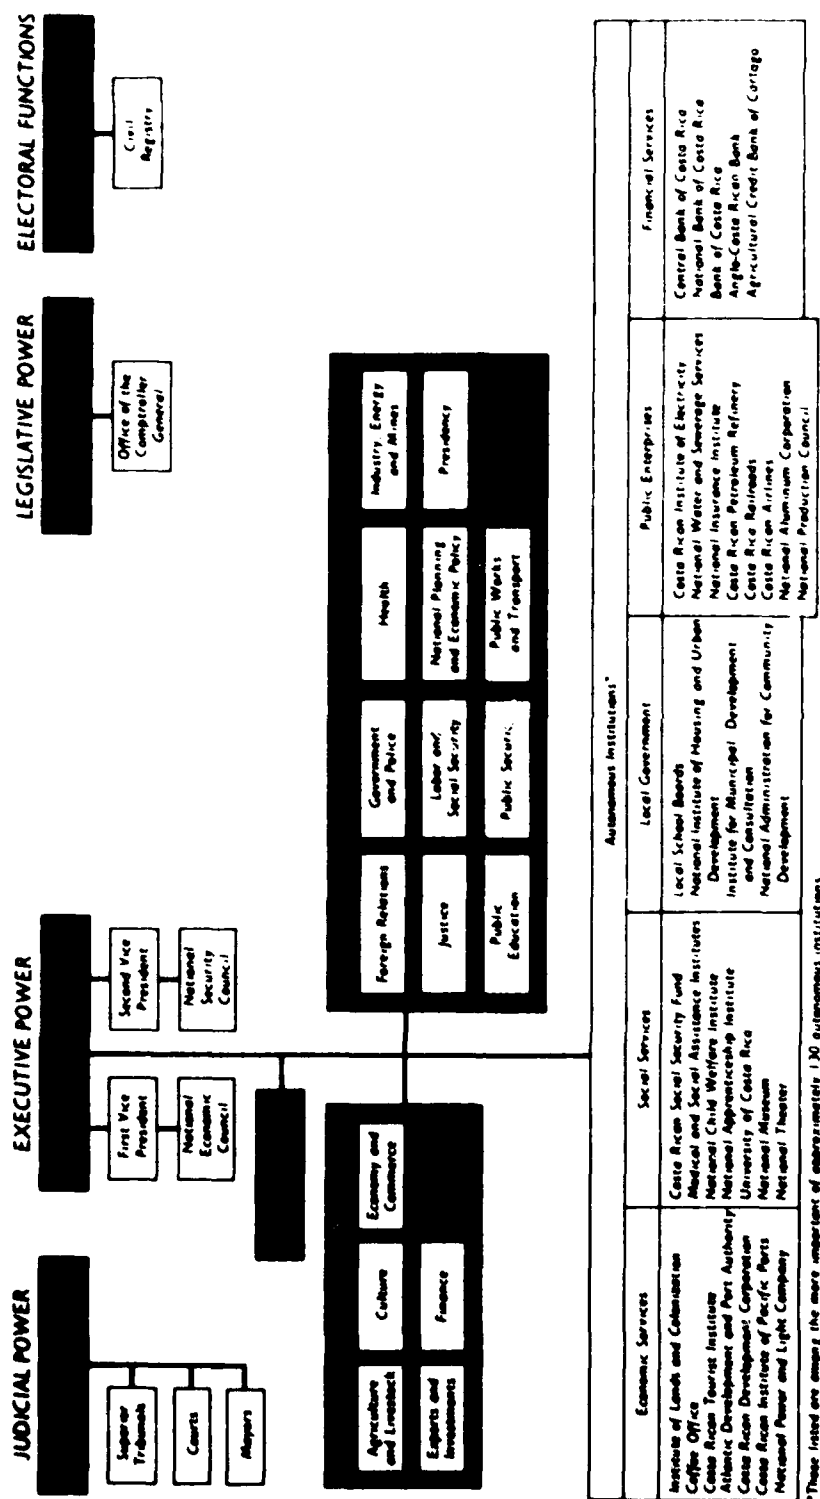 JUDICIAL POWER
Superior
Tribunals
Courts
Mayors
EXECUTIVE POWER
First Vice
President
National
Economic
Council
Second Vice
President
National
Security
Council
LEGISLATIVE POWER
Office of the
Comptroller
General
ELECTORAL FUNCTIONS
Civil
Registry
Agriculture
and Livestock
Culture
Economy and
Commerce
Exports and
Investments
Finance
Foreign Relations
Government
and Police
Health
Industry, Energy
and Mines
Justice
Labor and
Social Security
National Planning
and Economic Policy
Presidency
Public
Education
Public Security
Public Works
and Transport
Autonomous Institutions*
Economic Services
Institute of Lands and Colonization
Coffee Office
Costa Rican Tourist Institute
Atlantic Development and Port Authority
Costa Rican Development Corporation
Costa Rican Institute of Pacific Ports
National Power and Light Company
Social Services
Costa Rican Social Security Fund
Medical and Social Assistance Institutes
National Child Welfare Institute
National Apprenticeship Institute
University of Costa Rica
National Museum
National Theater
Local Government
Local School Boards
National Institute of Housing and Urban
Development
Institute for Municipal Development
and Consultation
National Administration for Community
Development
Public Enterprises
Costa Rican Institute of Electricity
National Water and Sewerage Services
National Insurance Institute
Costa Rican Petroleum Refinery
Costa Rica Railroads
Costa Rican Airlines
National Aluminum Corporation
National Production Council
Financial Services
Central Bank of Costa Rica
National Bank of Costa Rica
Bank of Costa Rica
Anglo-Costa Rican Bank
Agricultural Credit Bank of Cartago
*Those listed are among the more important of approximately 130 autonomous institutions